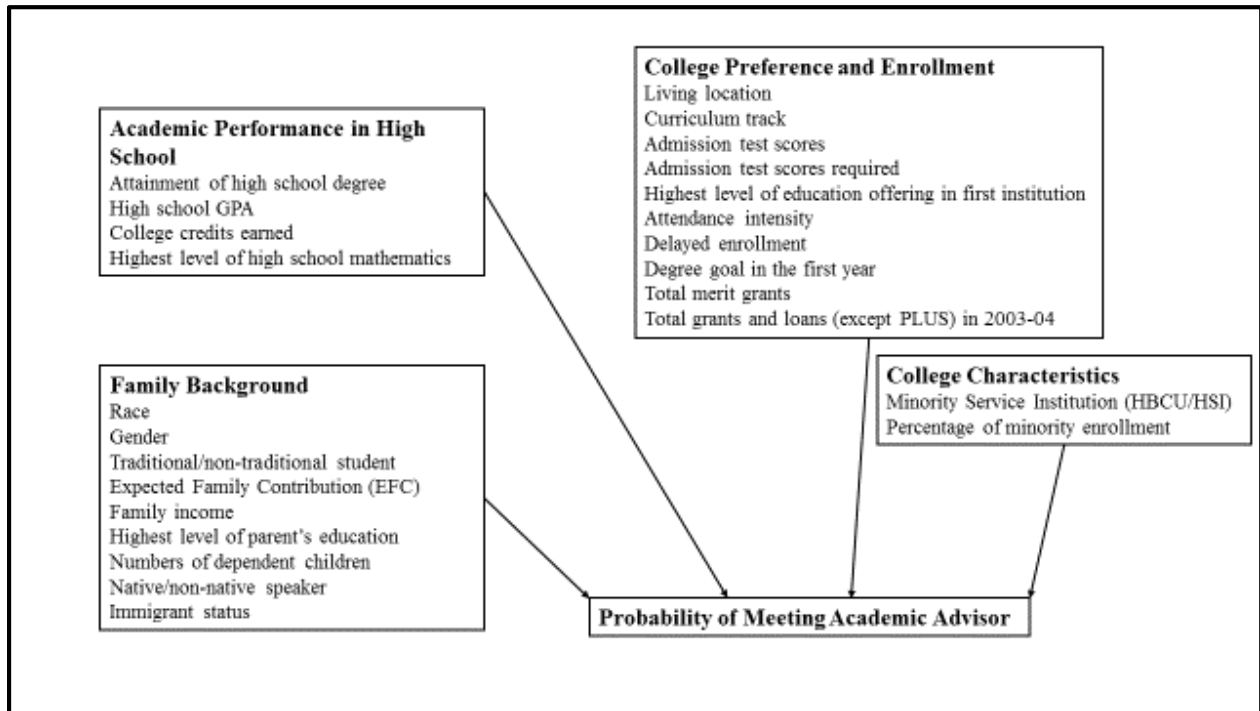 College Preference and Enrollment
Living location
Curriculum track
Admission test scores
Admission test scores required
Highest level of education offering in first institution
Attendance intensity
Delayed enrollment
Degree goal in the first year
Total merit grants
Total grants and loans (except PLUS) in 2003-04
Academic Performance in High
School
Attainment of high school degree
High school GPA
College credits earned
Highest level of high school mathematics
Family Background
Race
Gender
Traditional/non-traditional student
Expected Family Contribution (EFC)
Family income
Highest level of parent’s education
Numbers of dependent children
Native/non-native speaker
Immigrant status
College Characteristics
Minority Service Institution (HBCU/HSI)
Percentage of minority enrollment
Probability of Meeting Academic Advisor